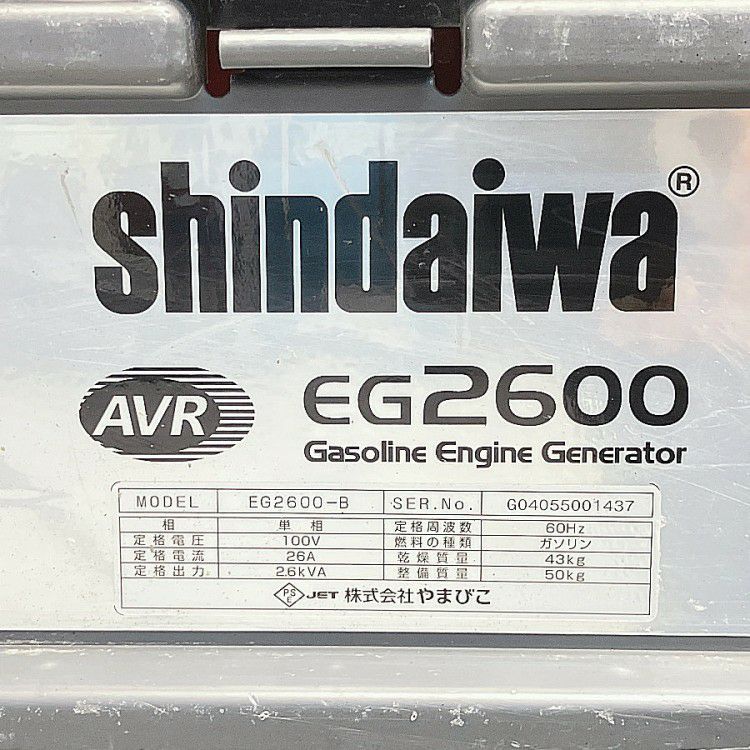 shindaiwa®
AVR
EG2600
Gasoline Engine Generator
MODEL EG2600-B SER.No. G04055001437
相 単相 定格周波数 60Hz
定格電圧 100V 燃料の種類 ガソリン
定格電流 26A 乾燥質量 43kg
定格出力 2.6kVA 整備質量 50kg
PSE JET 株式会社やまびこ